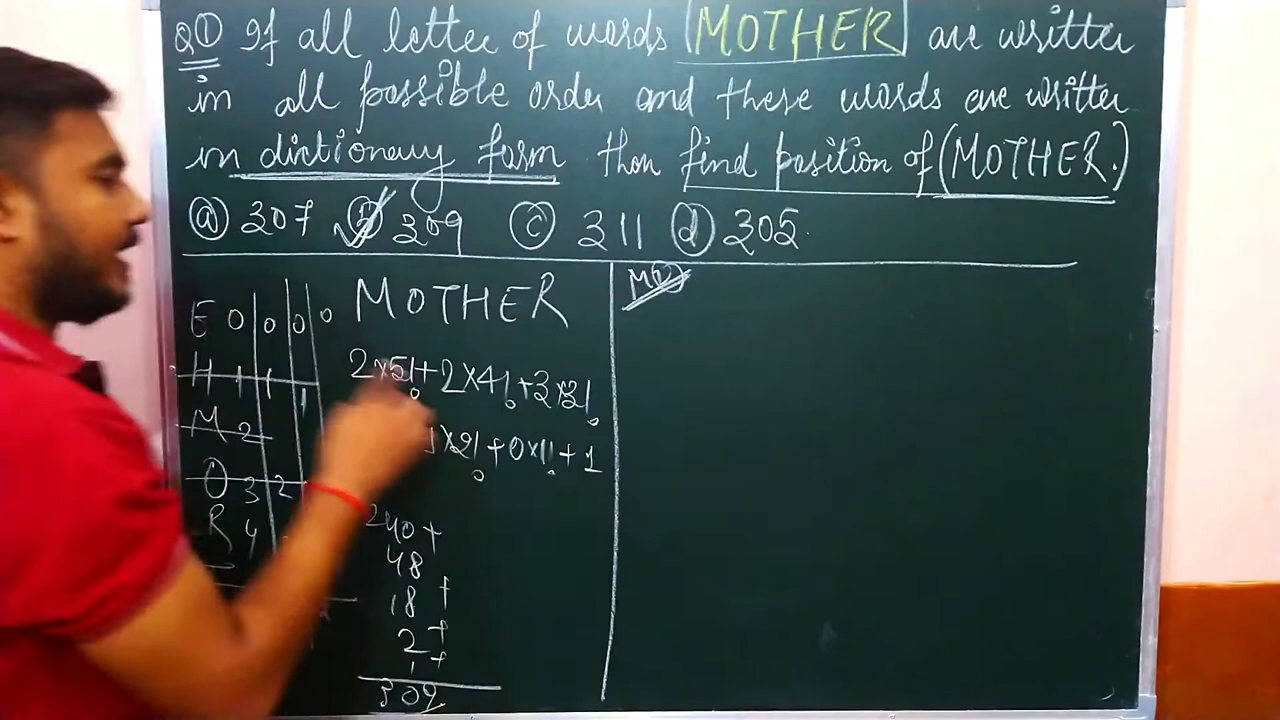 Q① If all letter of words MOTHER are written
in all possible order and these words are written
in dictionary form then find position of (MOTHER.)
ⓐ 307 ⓑ 309 ⓒ 311 ⓓ 305.
E 0 0 0 0
H 1 1 1
M 2
O 3 2
R 4
MOTHER
2×5!+2×4!+3×3!
1×2!+0×1!+1
240+
48
18 +
2 +
1 +
309